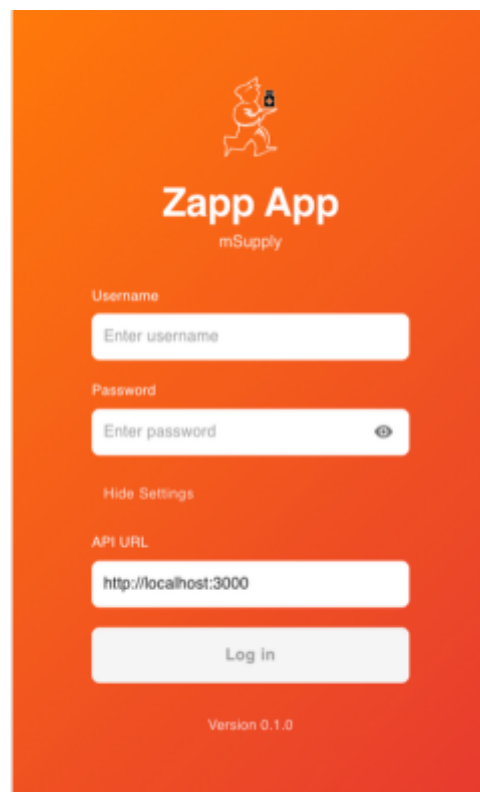 Zapp App
mSupply
Username
Enter username
Password
Enter password
Hide Settings
API URL
http://localhost:3000
Log in
Version 0.1.0